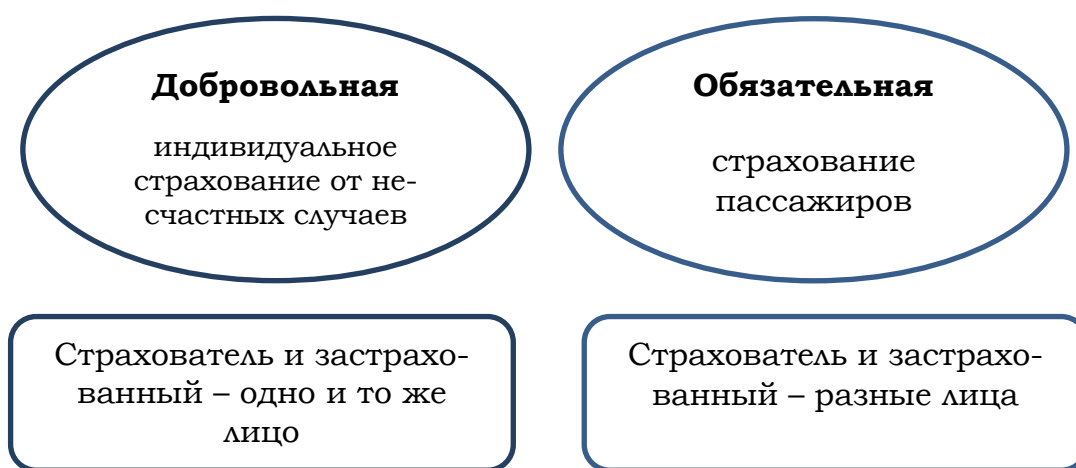 Добровольная
индивидуальное
страхование от не-
счастных случаев
Обязательная
страхование
пассажиров
Страхователь и застрахо-
ванный – одно и то же
лицо
Страхователь и застрахо-
ванный – разные лица